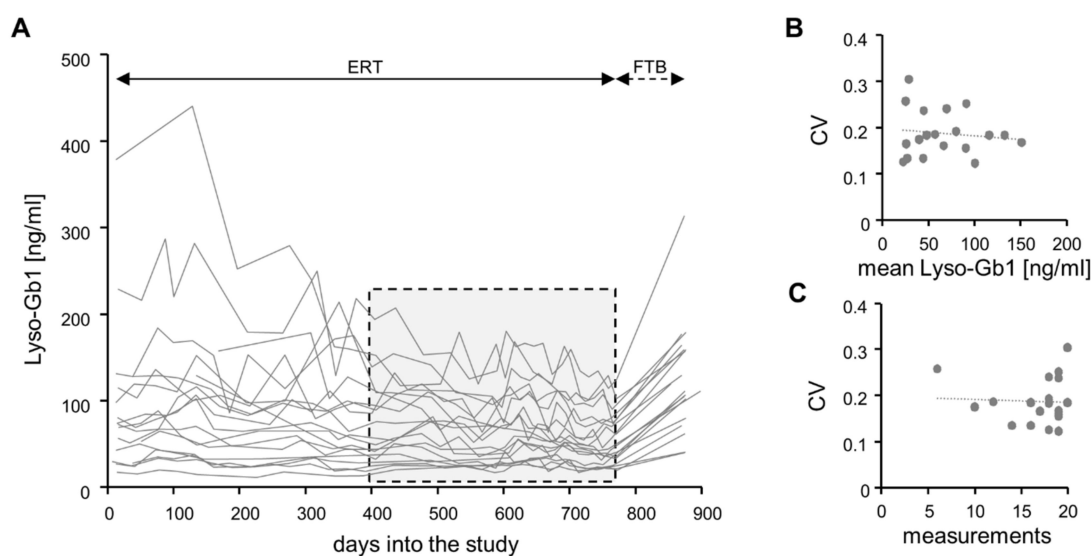 A
500
400
300
200
100
0
Lyso-Gb1 [ng/ml]
ERT
FTB
0 100 200 300 400 500 600 700 800 900
days into the study
B
0.4
0.3
0.2
0.1
0
CV
0 50 100 150 200
mean Lyso-Gb1 [ng/ml]
C
0.4
0.3
0.2
0.1
0
CV
0 5 10 15 20
measurements